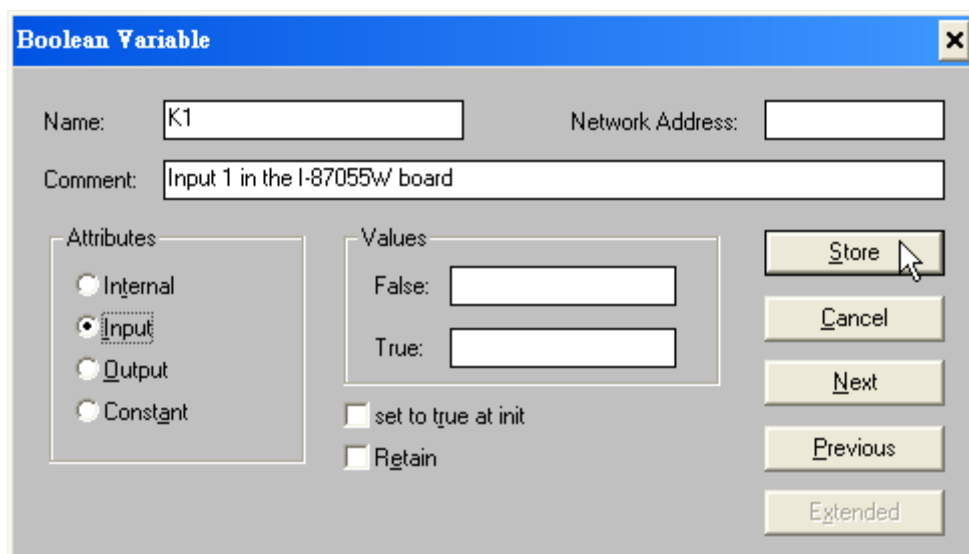 Boolean Variable
Name: K1 Network Address:
Comment: Input 1 in the I-87055W board
Attributes
Internal
Input
Output
Constant
Values
False:
True:
set to true at init
Retain
Store
Cancel
Next
Previous
Extended